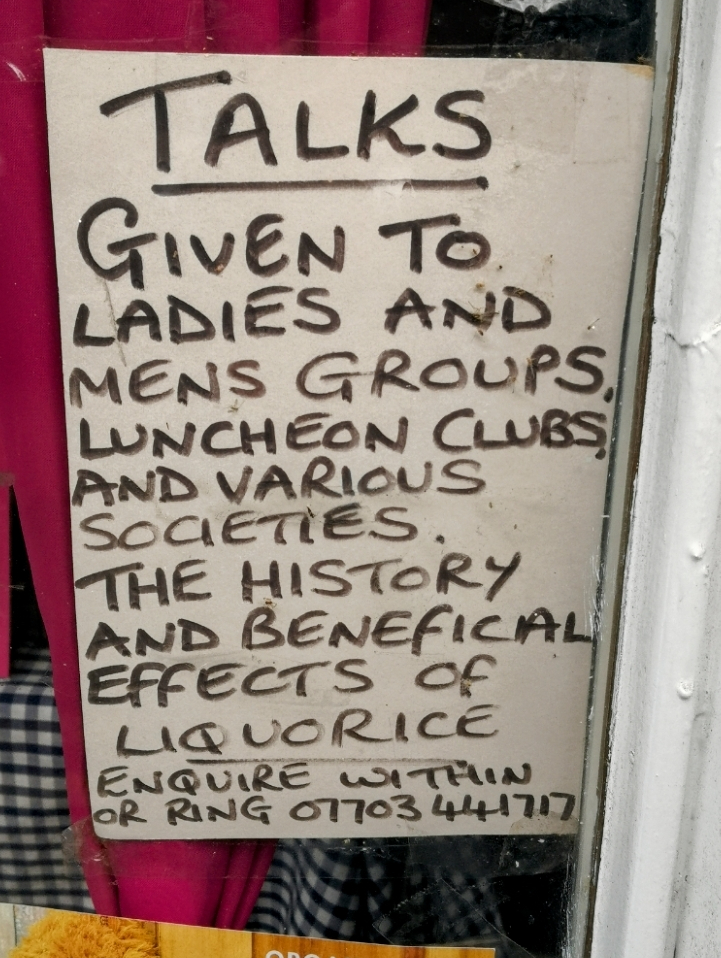 TALKS
GIVEN TO
LADIES AND
MENS GROUPS,
LUNCHEON CLUBS,
AND VARIOUS
SOCIETIES.
THE HISTORY
AND BENEFICAL
EFFECTS OF
LIQUORICE
ENQUIRE WITHIN
OR RING 07703 441717